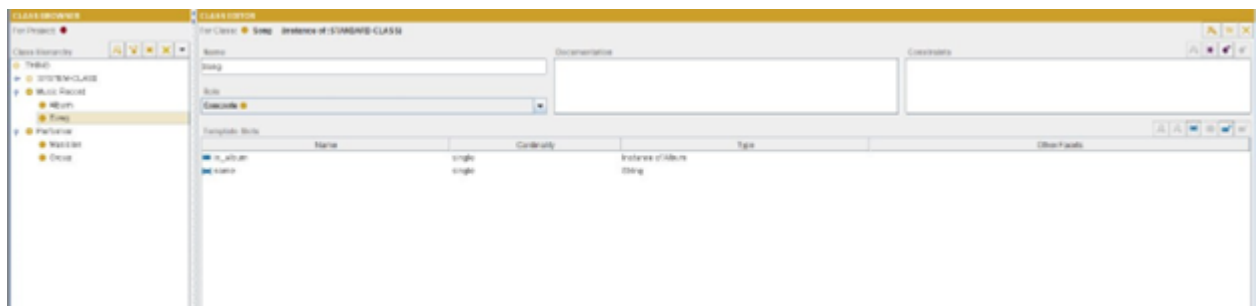 CLASS BROWSER
For Project:
Class Hierarchy
THING
SYSTEM-CLASS
Music Record
Album
Song
Performer
Musician
Group
CLASS EDITOR
For Class: Song (instance of :STANDARD-CLASS)
Name
Documentation
Constraints
Song
Role
Concrete
Template Slots
Name Cardinality Type Other Facets
in_album single Instance of Album
name single String